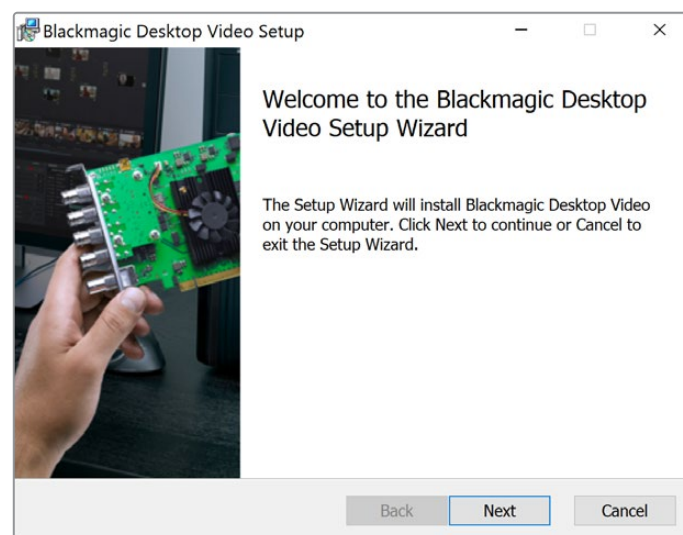 Blackmagic Desktop Video Setup
Welcome to the Blackmagic Desktop
Video Setup Wizard
The Setup Wizard will install Blackmagic Desktop Video
on your computer. Click Next to continue or Cancel to
exit the Setup Wizard.
Back Next Cancel